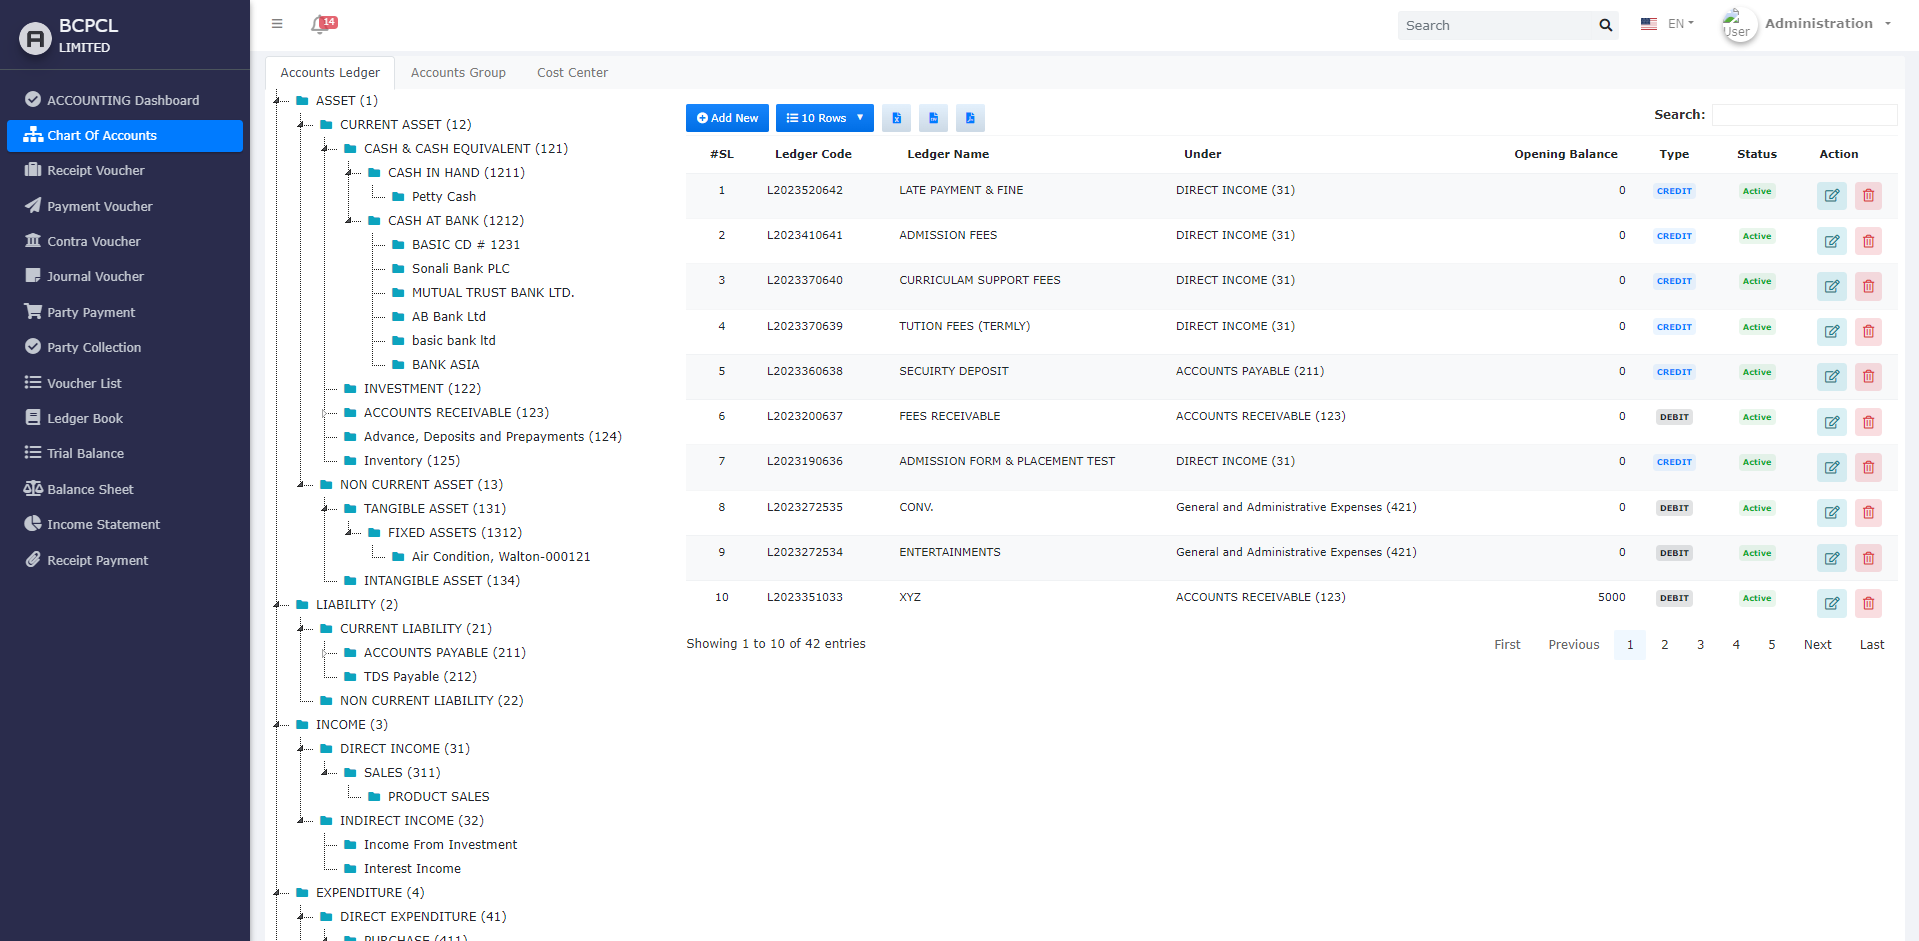 BCPCL
LIMITED
ACCOUNTING Dashboard
Chart Of Accounts
Receipt Voucher
Payment Voucher
Contra Voucher
Journal Voucher
Party Payment
Party Collection
Voucher List
Ledger Book
Trial Balance
Balance Sheet
Income Statement
Receipt Payment
14
Search
EN
User
Administration
Accounts Ledger
Accounts Group
Cost Center
ASSET (1)
CURRENT ASSET (12)
CASH & CASH EQUIVALENT (121)
CASH IN HAND (1211)
Petty Cash
CASH AT BANK (1212)
BASIC CD # 1231
Sonali Bank PLC
MUTUAL TRUST BANK LTD.
AB Bank Ltd
basic bank ltd
BANK ASIA
INVESTMENT (122)
ACCOUNTS RECEIVABLE (123)
Advance, Deposits and Prepayments (124)
Inventory (125)
NON CURRENT ASSET (13)
TANGIBLE ASSET (131)
FIXED ASSETS (1312)
Air Condition, Walton-000121
INTANGIBLE ASSET (134)
LIABILITY (2)
CURRENT LIABILITY (21)
ACCOUNTS PAYABLE (211)
TDS Payable (212)
NON CURRENT LIABILITY (22)
INCOME (3)
DIRECT INCOME (31)
SALES (311)
PRODUCT SALES
INDIRECT INCOME (32)
Income From Investment
Interest Income
EXPENDITURE (4)
DIRECT EXPENDITURE (41)
PURCHASE (411)
Add New
10 Rows
Search:
#SL Ledger Code Ledger Name Under Opening Balance Type Status Action
1 L2023520642 LATE PAYMENT & FINE DIRECT INCOME (31) 0 CREDIT Active
2 L2023410641 ADMISSION FEES DIRECT INCOME (31) 0 CREDIT Active
3 L2023370640 CURRICULAM SUPPORT FEES DIRECT INCOME (31) 0 CREDIT Active
4 L2023370639 TUTION FEES (TERMLY) DIRECT INCOME (31) 0 CREDIT Active
5 L2023360638 SECUIRTY DEPOSIT ACCOUNTS PAYABLE (211) 0 CREDIT Active
6 L2023200637 FEES RECEIVABLE ACCOUNTS RECEIVABLE (123) 0 DEBIT Active
7 L2023190636 ADMISSION FORM & PLACEMENT TEST DIRECT INCOME (31) 0 CREDIT Active
8 L2023272535 CONV. General and Administrative Expenses (421) 0 DEBIT Active
9 L2023272534 ENTERTAINMENTS General and Administrative Expenses (421) 0 DEBIT Active
10 L2023351033 XYZ ACCOUNTS RECEIVABLE (123) 5000 DEBIT Active
Showing 1 to 10 of 42 entries
First Previous 1 2 3 4 5 Next Last